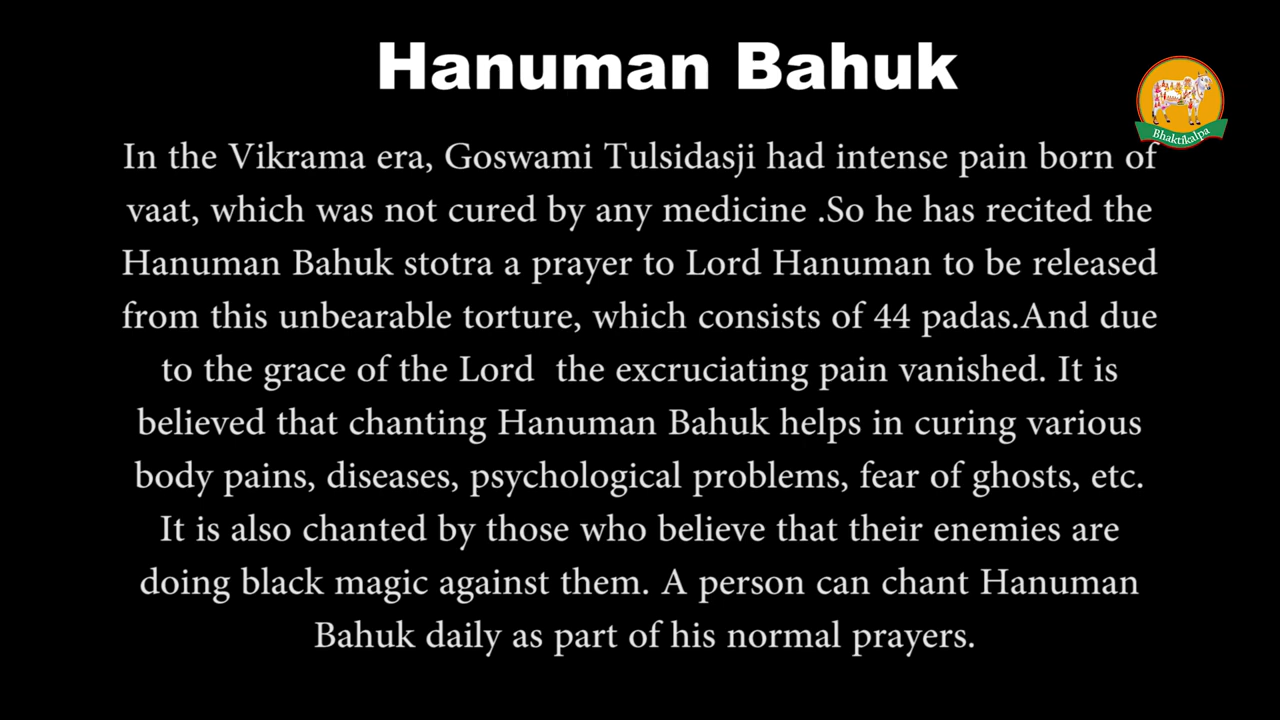 Hanuman Bahuk
Bhaktikalpa
In the Vikrama era, Goswami Tulsidasji had intense pain born of
vaat, which was not cured by any medicine .So he has recited the
Hanuman Bahuk stotra a prayer to Lord Hanuman to be released
from this unbearable torture, which consists of 44 padas.And due
to the grace of the Lord  the excruciating pain vanished. It is
believed that chanting Hanuman Bahuk helps in curing various
body pains, diseases, psychological problems, fear of ghosts, etc.
It is also chanted by those who believe that their enemies are
doing black magic against them. A person can chant Hanuman
Bahuk daily as part of his normal prayers.